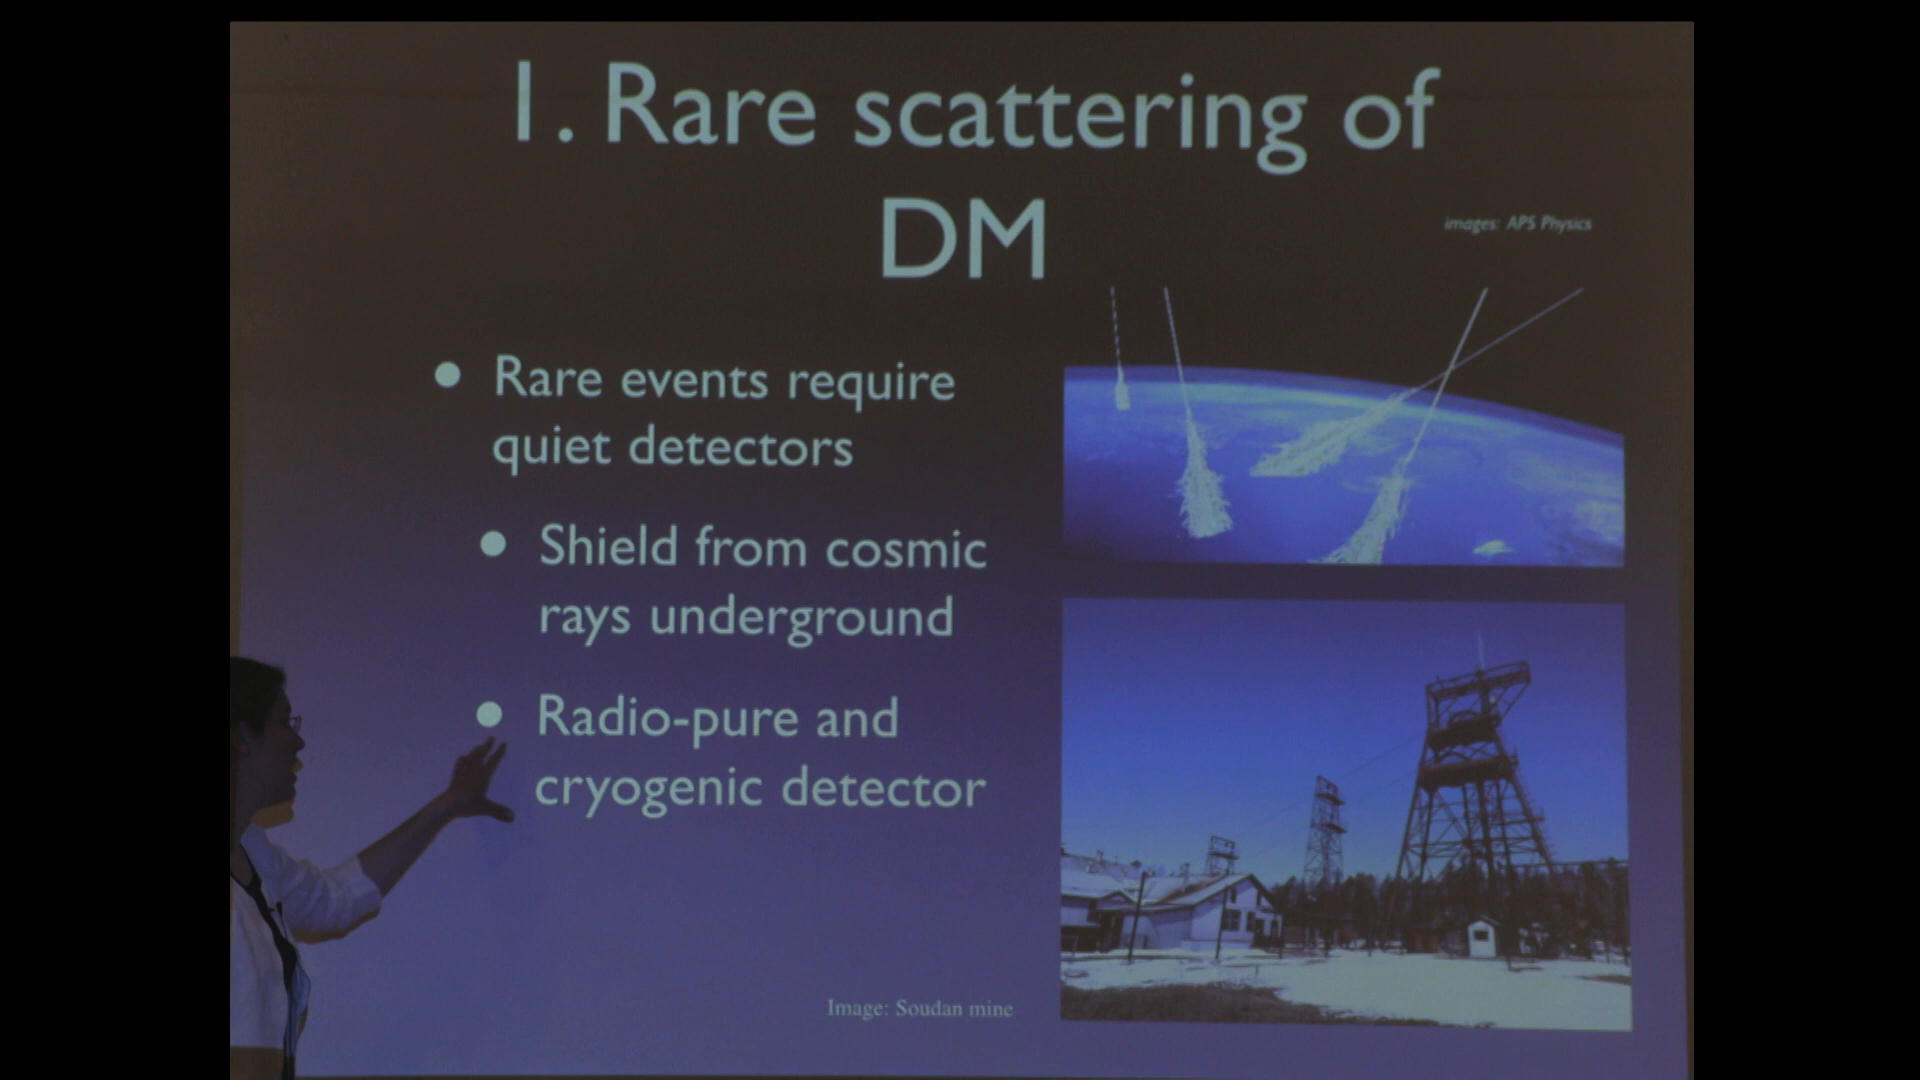 1. Rare scattering of
DM
images: APS Physics
• Rare events require
quiet detectors
• Shield from cosmic
rays underground
• Radio-pure and
cryogenic detector
Image: Soudan mine